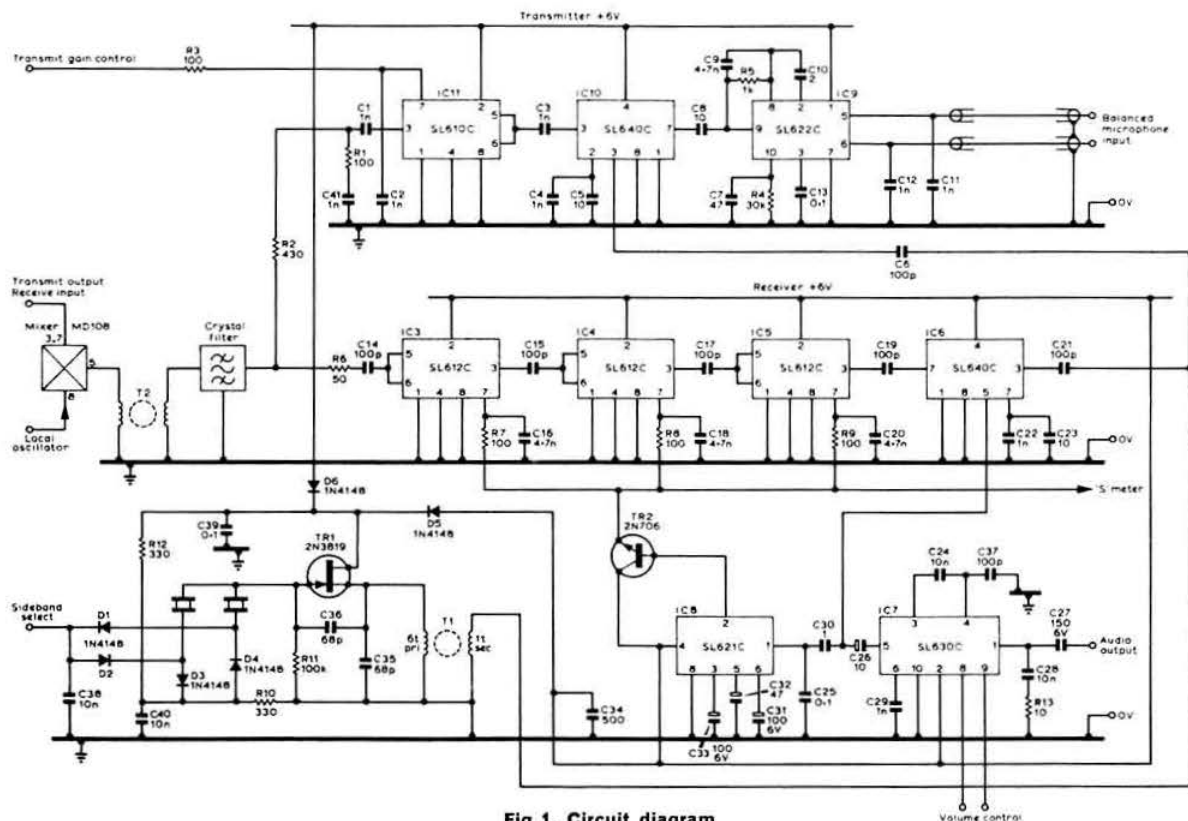 Transmitter +6V
Transmit gain control
R3
100
C1
1n
R1
100
C41
1n
C2
1n
IC11
7
2
3
5
6
SL610C
1
4
8
C3
1n
IC10
4
3
7
SL640C
2
3
8
1
C4
1n
C5
10
C8
10
C9
4·7n
R5
1k
C10
2
IC9
8
2
1
9
5
6
SL622C
10
3
7
C7
47
R4
30k
C13
0·1
C12
1n
C11
1n
Balanced
microphone
input
0V
R2
430
C6
100p
Transmit output
Receive input
Mixer
MD108
3,7
5
8
Local
oscillator
T2
Crystal
filter
Receiver +6V
R6
50
C14
100p
IC3
2
5
6
3
SL612C
1
4
8
7
R7
100
C16
4·7n
C15
100p
IC4
2
5
6
3
SL612C
1
4
8
7
R8
100
C18
4·7n
C17
100p
IC5
2
5
6
3
SL612C
1
4
8
7
R9
100
C20
4·7n
C19
100p
IC6
4
7
3
SL640C
1
8
5
7
C21
100p
C22
1n
C23
10
0V
'S' meter
D6
1N4148
R12
330
C39
0·1
TR1
2N3819
D5
1N4148
TR2
2N706
Sideband
select
D1
1N4148
D2
D3
1N4148
D4
1N4148
C38
10n
C40
10n
R11
100k
R10
330
C36
68p
C35
68p
6t
pri
T1
1t
sec
C34
500
IC8
2
4
1
SL621C
8
3
5
6
C33
100
6V
C32
47
C31
100
6V
C30
1
C25
0·1
C26
10
C24
10n
C37
100p
IC7
3
4
5
1
SL630C
6
10
2
8
9
C29
1n
C27
150
6V
Audio
output
C28
10n
R13
10
0V
Volume control
Fig 1. Circuit diagram